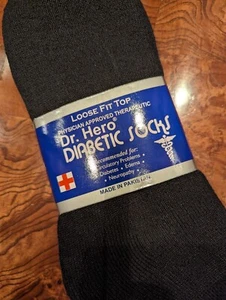 LOOSE FIT TOP
PHYSICIAN APPROVED THERAPEUTIC
Dr. Hero®
DIABETIC SOCKS
Recommended for:
• Circulatory Problems •
• Diabetes • Edema •
• Neuropathy •
MADE IN PAKISTAN